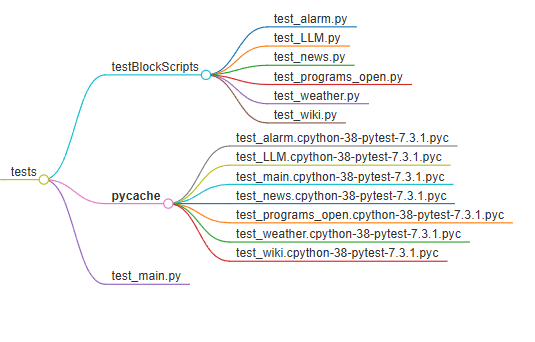 test_alarm.py
test_LLM.py
testBlockScripts
test_news.py
test_programs_open.py
test_weather.py
test_wiki.py
test_alarm.cpython-38-pytest-7.3.1.pyc
test_LLM.cpython-38-pytest-7.3.1.pyc
tests
test_main.cpython-38-pytest-7.3.1.pyc
pycache
test_news.cpython-38-pytest-7.3.1.pyc
test_programs_open.cpython-38-pytest-7.3.1.pyc
test_weather.cpython-38-pytest-7.3.1.pyc
test_wiki.cpython-38-pytest-7.3.1.pyc
test_main.py